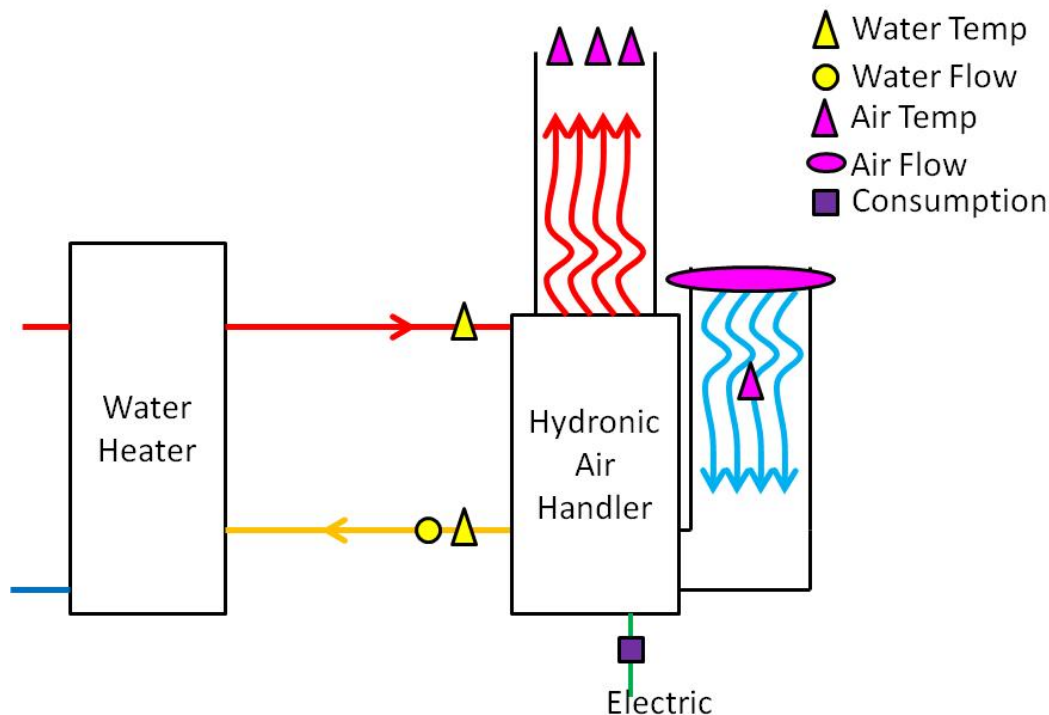 Water Temp
Water Flow
Air Temp
Air Flow
Consumption
Water
Heater
Hydronic
Air
Handler
Electric